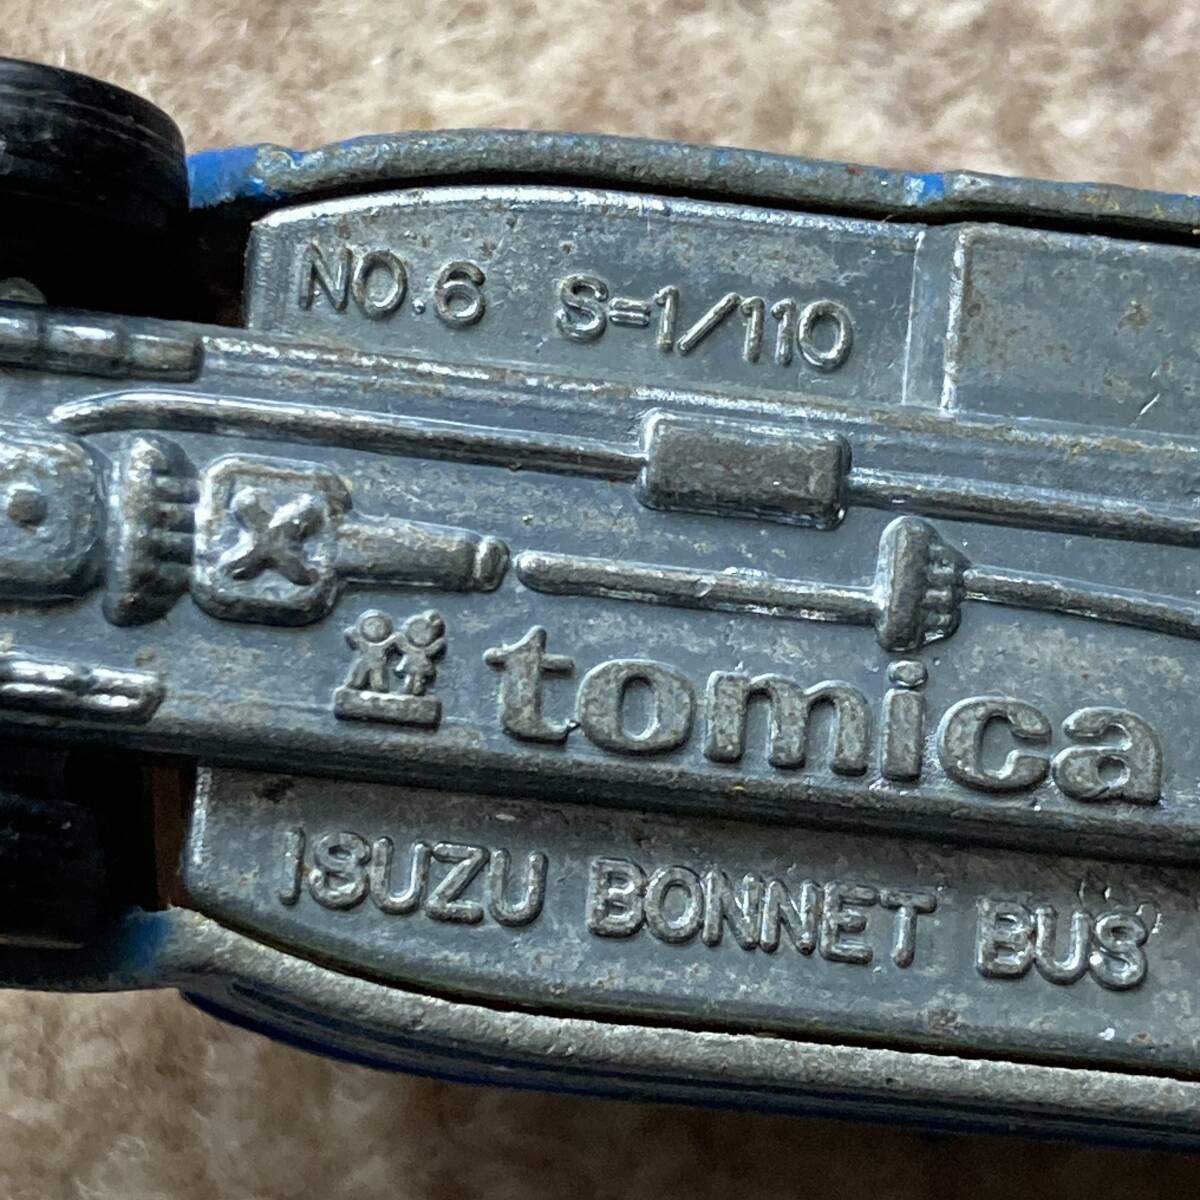 NO.6 S=1/110
tomica
ISUZU BONNET BUS